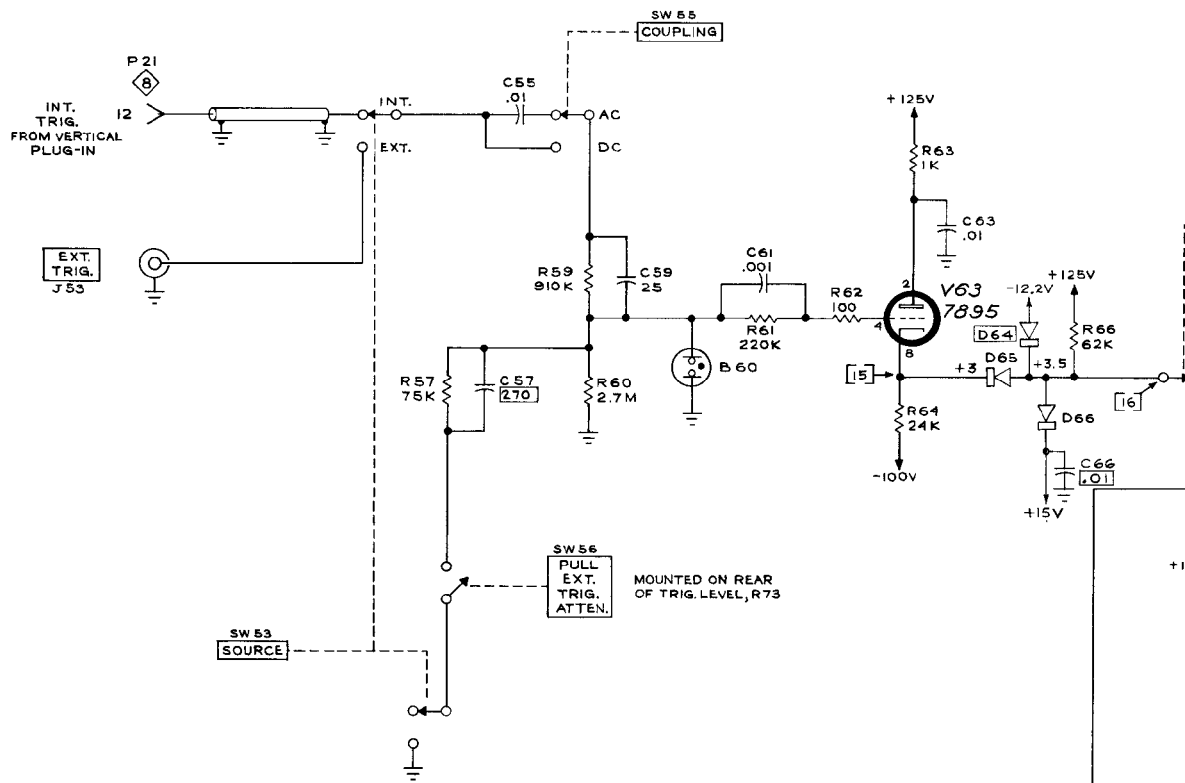 SW 55
COUPLING
P 21
8
INT.
TRIG.
FROM VERTICAL
PLUG-IN
12
INT.
EXT.
C55
.01
AC
DC
EXT.
TRIG.
J53
R59
910K
C59
25
C61
.001
R61
220K
R62
100
+125V
R63
1K
C63
.01
2
4
8
V63
7895
-12.2V
D64
+125V
R66
62K
R57
75K
C57
270
R60
2.7M
B60
15
R64
24K
-100V
+3
D65
+3.5
16
D66
C66
.01
+15V
+1
SW56
PULL
EXT.
TRIG.
ATTEN.
MOUNTED ON REAR
OF TRIG. LEVEL, R73
SW53
SOURCE